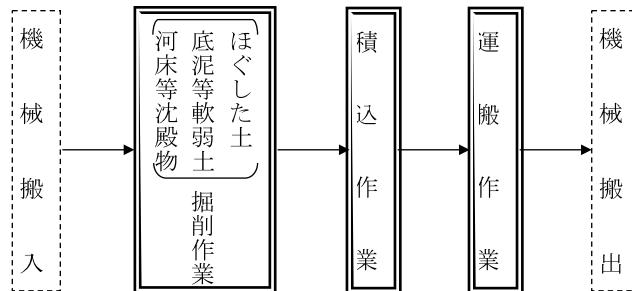 機械搬入
ほぐした土
底泥等軟弱土
河床等沈殿物
掘削作業
積込作業
運搬作業
機械搬出